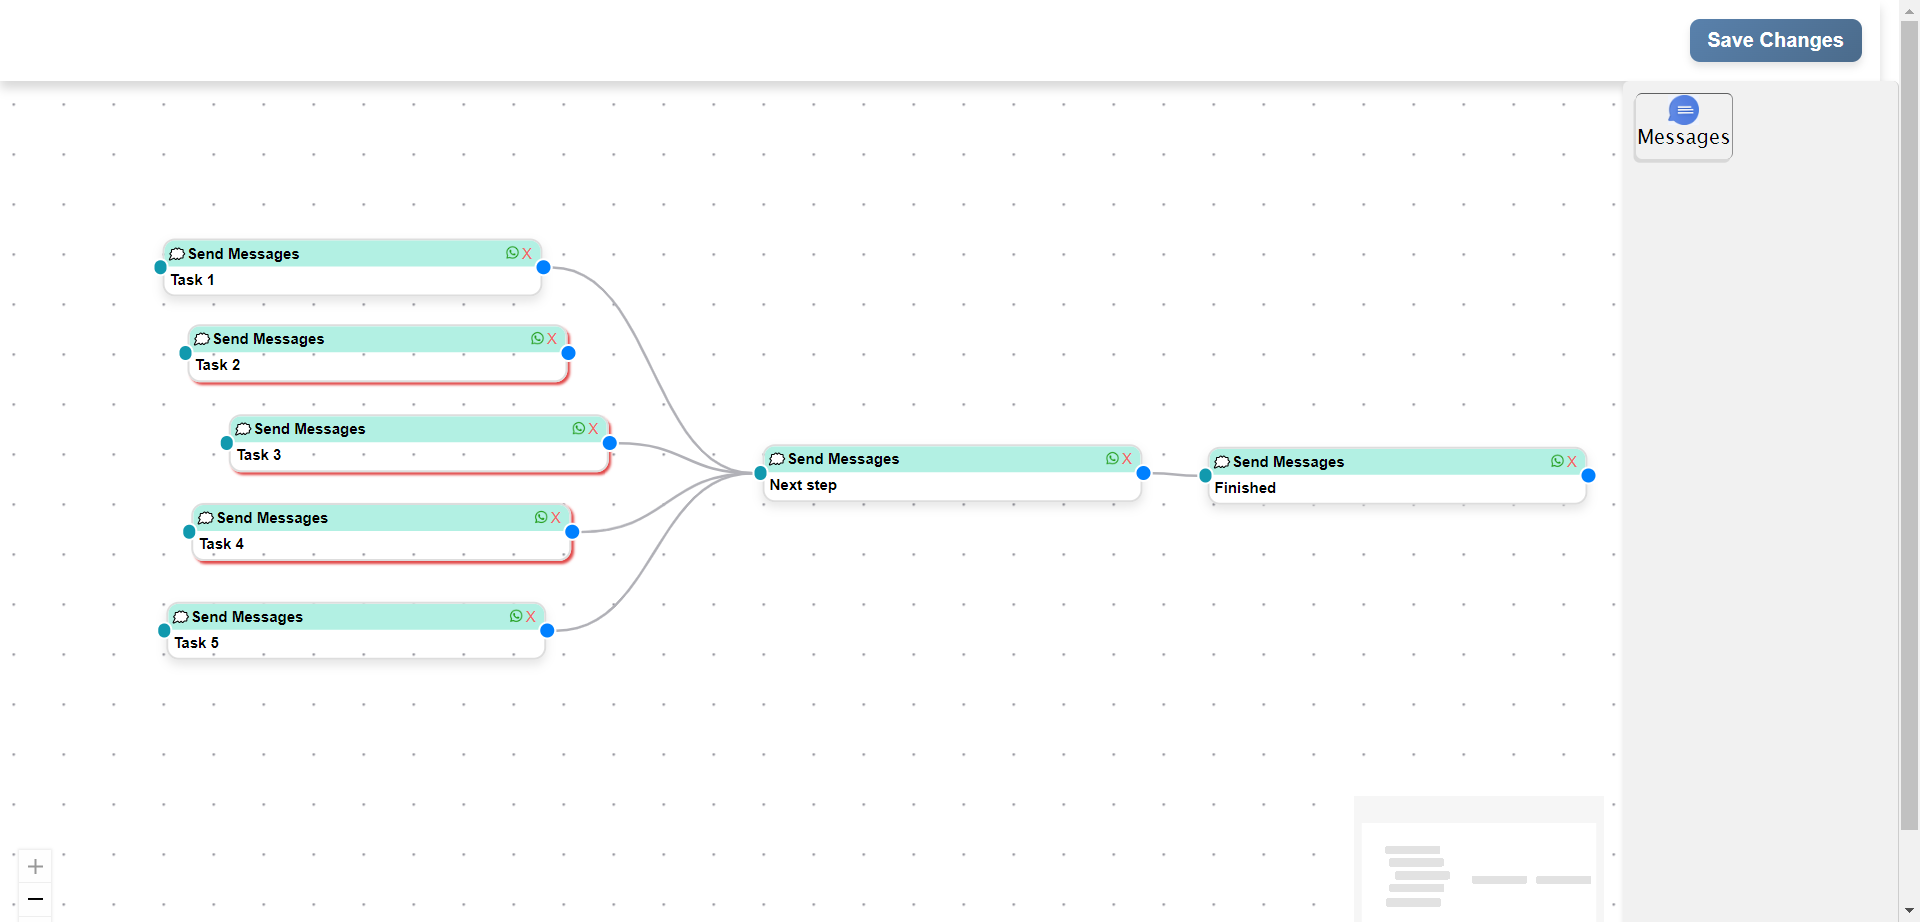 Save Changes
Messages
Send Messages X
Task 1
Send Messages X
Task 2
Send Messages X
Task 3
Send Messages X
Task 4
Send Messages X
Task 5
Send Messages X
Next step
Send Messages X
Finished